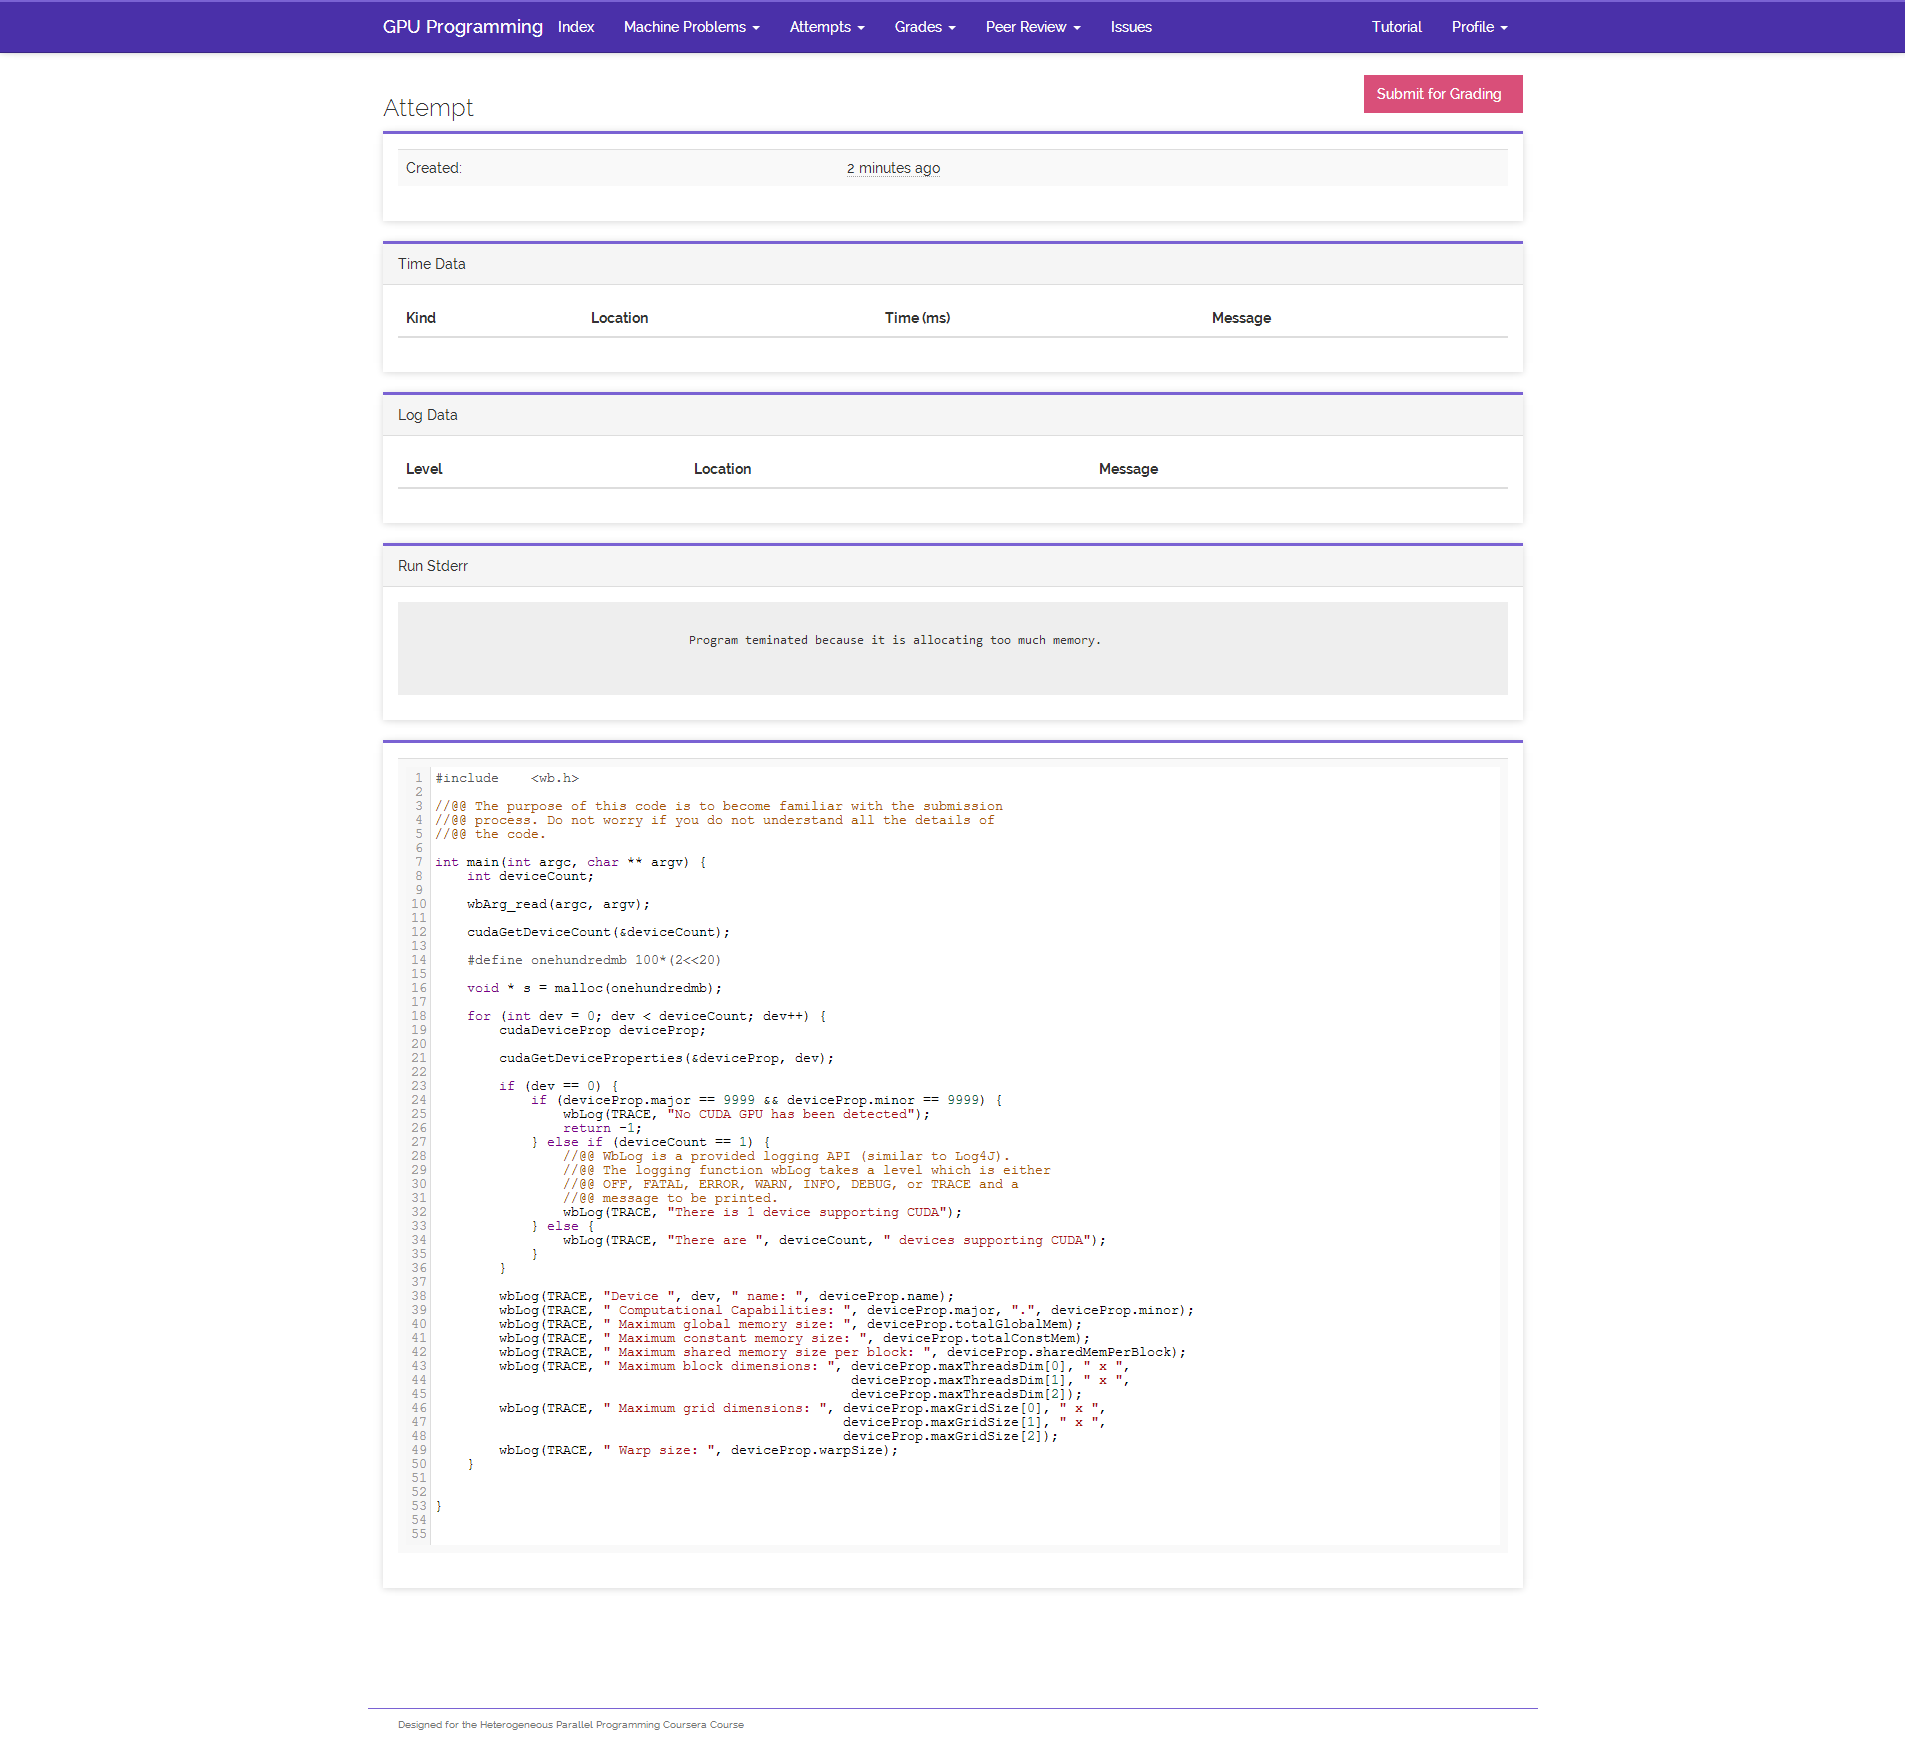 GPU Programming Index Machine Problems Attempts Grades Peer Review Issues Tutorial Profile
Submit for Grading
Attempt
Created: 2 minutes ago
Time Data
Kind Location Time (ms) Message
Log Data
Level Location Message
Run Stderr
Program teminated because it is allocating too much memory.
1 #include    <wb.h>
2
3 //@@ The purpose of this code is to become familiar with the submission
4 //@@ process. Do not worry if you do not understand all the details of
5 //@@ the code.
6
7 int main(int argc, char ** argv) {
8     int deviceCount;
9
10     wbArg_read(argc, argv);
11
12     cudaGetDeviceCount(&deviceCount);
13
14     #define onehundredmb 100*(2<<20)
15
16     void * s = malloc(onehundredmb);
17
18     for (int dev = 0; dev < deviceCount; dev++) {
19         cudaDeviceProp deviceProp;
20
21         cudaGetDeviceProperties(&deviceProp, dev);
22
23         if (dev == 0) {
24             if (deviceProp.major == 9999 && deviceProp.minor == 9999) {
25                 wbLog(TRACE, "No CUDA GPU has been detected");
26                 return -1;
27             } else if (deviceCount == 1) {
28                 //@@ WbLog is a provided logging API (similar to Log4J).
29                 //@@ The logging function wbLog takes a level which is either
30                 //@@ OFF, FATAL, ERROR, WARN, INFO, DEBUG, or TRACE and a
31                 //@@ message to be printed.
32                 wbLog(TRACE, "There is 1 device supporting CUDA");
33             } else {
34                 wbLog(TRACE, "There are ", deviceCount, " devices supporting CUDA");
35             }
36         }
37
38         wbLog(TRACE, "Device ", dev, " name: ", deviceProp.name);
39         wbLog(TRACE, " Computational Capabilities: ", deviceProp.major, ".", deviceProp.minor);
40         wbLog(TRACE, " Maximum global memory size: ", deviceProp.totalGlobalMem);
41         wbLog(TRACE, " Maximum constant memory size: ", deviceProp.totalConstMem);
42         wbLog(TRACE, " Maximum shared memory size per block: ", deviceProp.sharedMemPerBlock);
43         wbLog(TRACE, " Maximum block dimensions: ", deviceProp.maxThreadsDim[0], " x ",
44                                                     deviceProp.maxThreadsDim[1], " x ",
45                                                     deviceProp.maxThreadsDim[2]);
46         wbLog(TRACE, " Maximum grid dimensions: ", deviceProp.maxGridSize[0], " x ",
47                                                    deviceProp.maxGridSize[1], " x ",
48                                                    deviceProp.maxGridSize[2]);
49         wbLog(TRACE, " Warp size: ", deviceProp.warpSize);
50     }
51
52
53 }
54
55
Designed for the Heterogeneous Parallel Programming Coursera Course